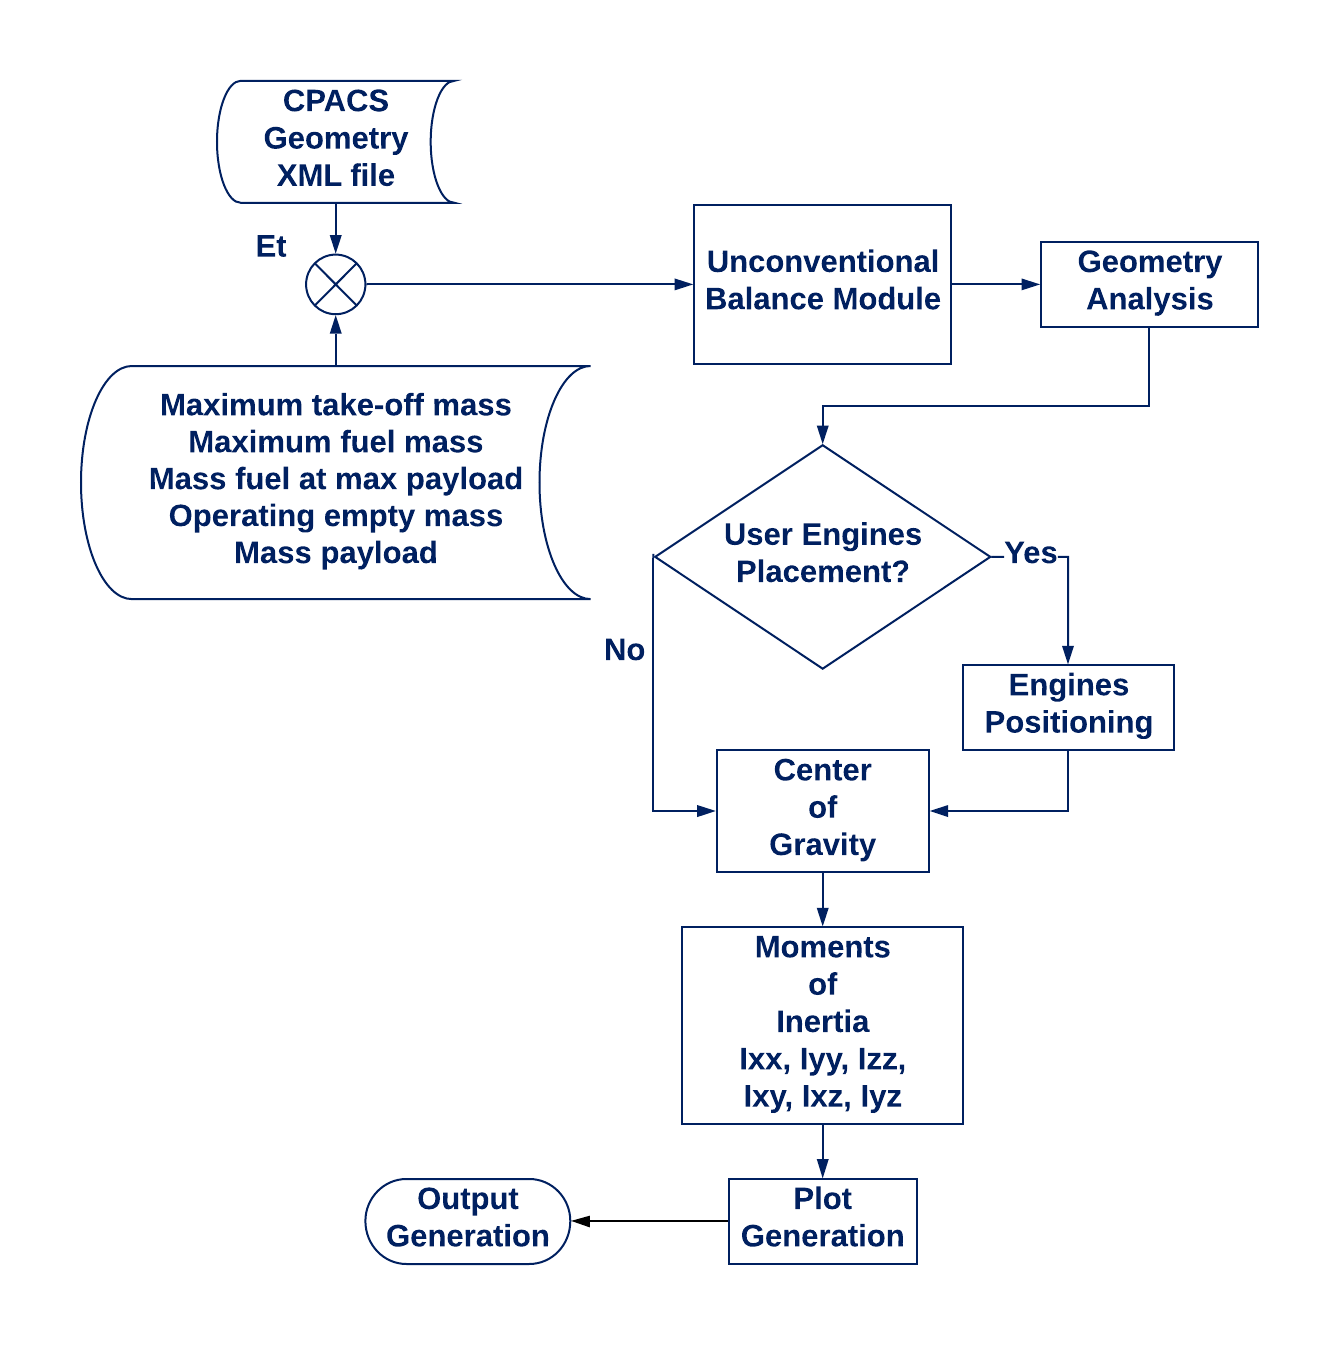 CPACS
Geometry
XML file
Et
Unconventional
Balance Module
Geometry
Analysis
Maximum take-off mass
Maximum fuel mass
Mass fuel at max payload
Operating empty mass
Mass payload
User Engines
Placement?
Yes
No
Engines
Positioning
Center
of
Gravity
Moments
of
Inertia
Ixx, Iyy, Izz,
Ixy, Ixz, Iyz
Plot
Generation
Output
Generation